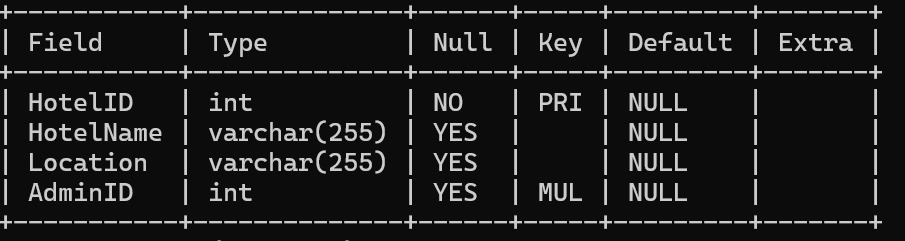 +-----------+--------------+------+-----+---------+-------+
| Field     | Type         | Null | Key | Default | Extra |
+-----------+--------------+------+-----+---------+-------+
| HotelID   | int          | NO   | PRI | NULL    |       |
| HotelName | varchar(255) | YES  |     | NULL    |       |
| Location  | varchar(255) | YES  |     | NULL    |       |
| AdminID   | int          | YES  | MUL | NULL    |       |
+-----------+--------------+------+-----+---------+-------+